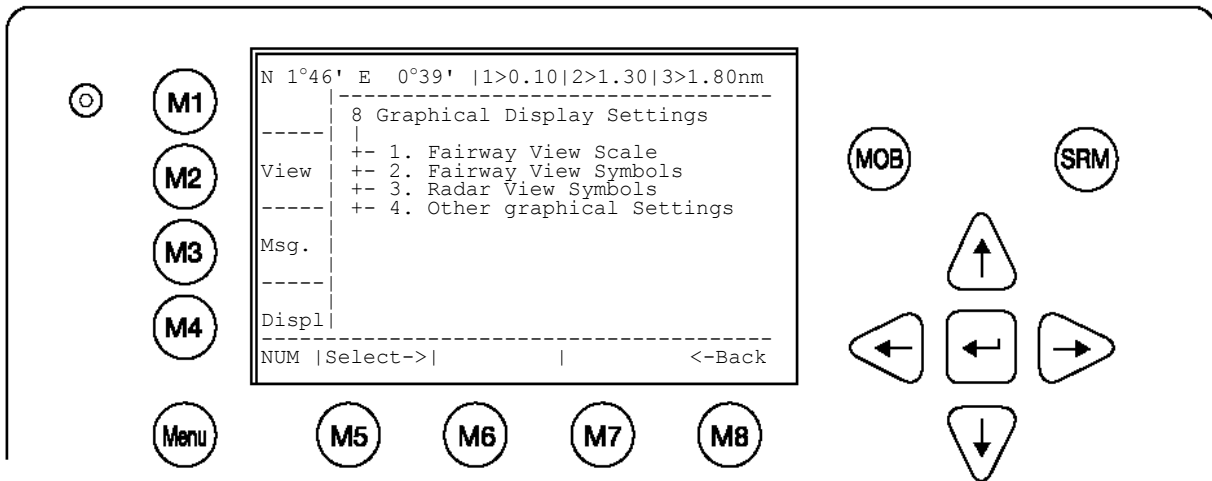 N 1°46' E  0°39' |1>0.10|2>1.30|3>1.80nm
8 Graphical Display Settings
+- 1. Fairway View Scale
+- 2. Fairway View Symbols
+- 3. Radar View Symbols
+- 4. Other graphical Settings
View
Msg.
Displ
NUM |Select->|        |        <-Back
M1
M2
M3
M4
Menu
M5
M6
M7
M8
MOB
SRM